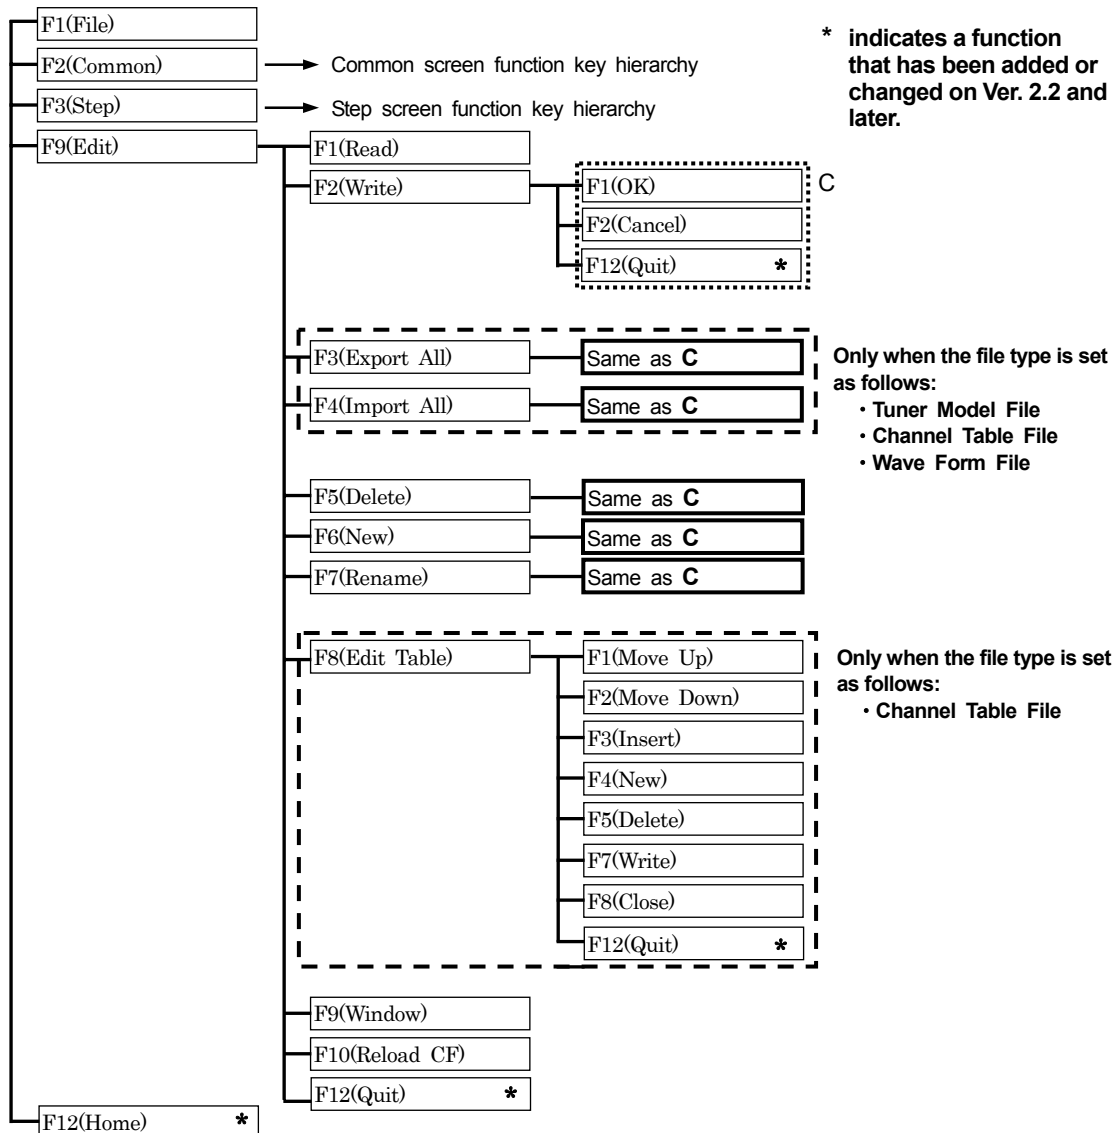 F1(File)
* indicates a function
that has been added or
changed on Ver. 2.2 and
later.
F2(Common)
Common screen function key hierarchy
F3(Step)
Step screen function key hierarchy
F9(Edit)
F1(Read)
F2(Write)
F1(OK)
C
F2(Cancel)
F12(Quit) *
F3(Export All)
Same as C
F4(Import All)
Same as C
Only when the file type is set
as follows:
・Tuner Model File
・Channel Table File
・Wave Form File
F5(Delete)
Same as C
F6(New)
Same as C
F7(Rename)
Same as C
F8(Edit Table)
F1(Move Up)
F2(Move Down)
F3(Insert)
F4(New)
F5(Delete)
F7(Write)
F8(Close)
F12(Quit) *
Only when the file type is set
as follows:
・Channel Table File
F9(Window)
F10(Reload CF)
F12(Quit) *
F12(Home) *